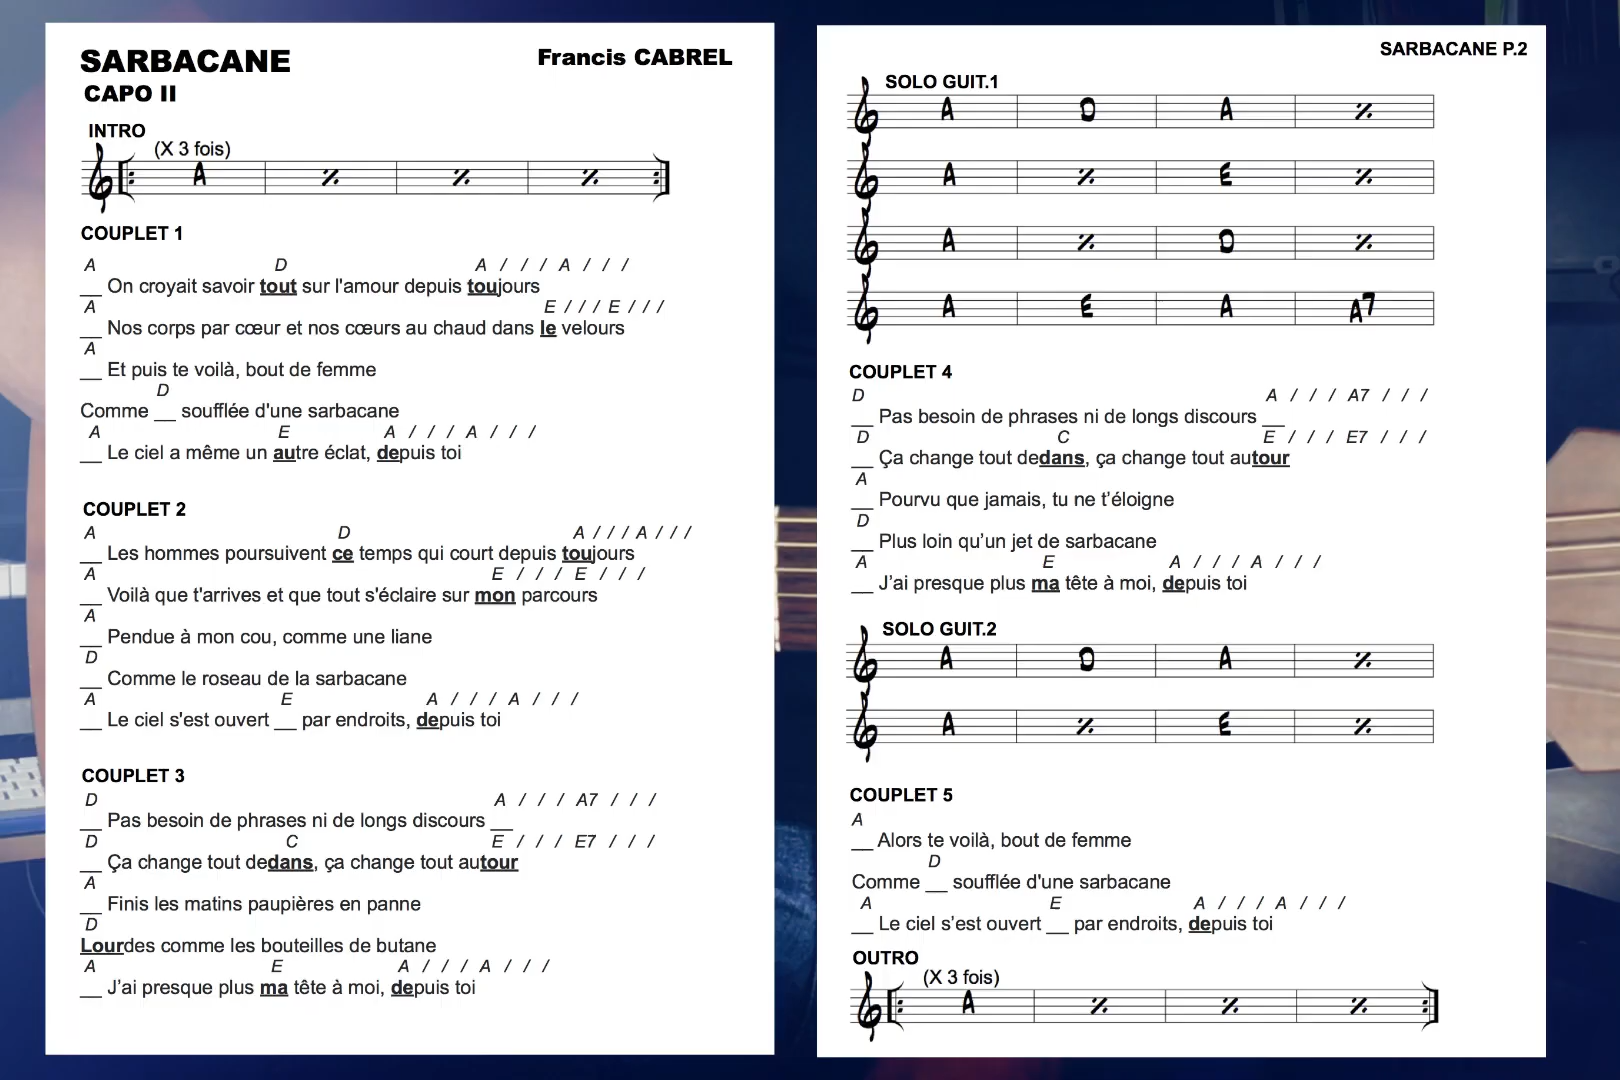 SARBACANE Francis CABREL
CAPO II
INTRO
(X 3 fois)
A % % %
COUPLET 1
A D A / / / A / / /
__ On croyait savoir tout sur l'amour depuis toujours
A E / / / E / / /
__ Nos corps par cœur et nos cœurs au chaud dans le velours
A
__ Et puis te voilà, bout de femme
D
Comme __ soufflée d'une sarbacane
A E A / / / A / / /
__ Le ciel a même un autre éclat, depuis toi
COUPLET 2
A D A / / / A / / /
__ Les hommes poursuivent ce temps qui court depuis toujours
A E / / / E / / /
__ Voilà que t'arrives et que tout s'éclaire sur mon parcours
A
__ Pendue à mon cou, comme une liane
D
__ Comme le roseau de la sarbacane
A E A / / / A / / /
__ Le ciel s'est ouvert __ par endroits, depuis toi
COUPLET 3
D A / / / A7 / / /
__ Pas besoin de phrases ni de longs discours __
D C E / / / E7 / / /
__ Ça change tout dedans, ça change tout autour
A
__ Finis les matins paupières en panne
D
Lourdes comme les bouteilles de butane
A E A / / / A / / /
__ J'ai presque plus ma tête à moi, depuis toi
SARBACANE P.2
SOLO GUIT.1
A D A %
A % E %
A % D %
A E A A7
COUPLET 4
D A / / / A7 / / /
__ Pas besoin de phrases ni de longs discours __
D C E / / / E7 / / /
__ Ça change tout dedans, ça change tout autour
A
__ Pourvu que jamais, tu ne t’éloigne
D
__ Plus loin qu’un jet de sarbacane
A E A / / / A / / /
__ J’ai presque plus ma tête à moi, depuis toi
SOLO GUIT.2
A D A %
A % E %
COUPLET 5
A
__ Alors te voilà, bout de femme
D
Comme __ soufflée d'une sarbacane
A E A / / / A / / /
__ Le ciel s’est ouvert __ par endroits, depuis toi
OUTRO
(X 3 fois)
A % % %